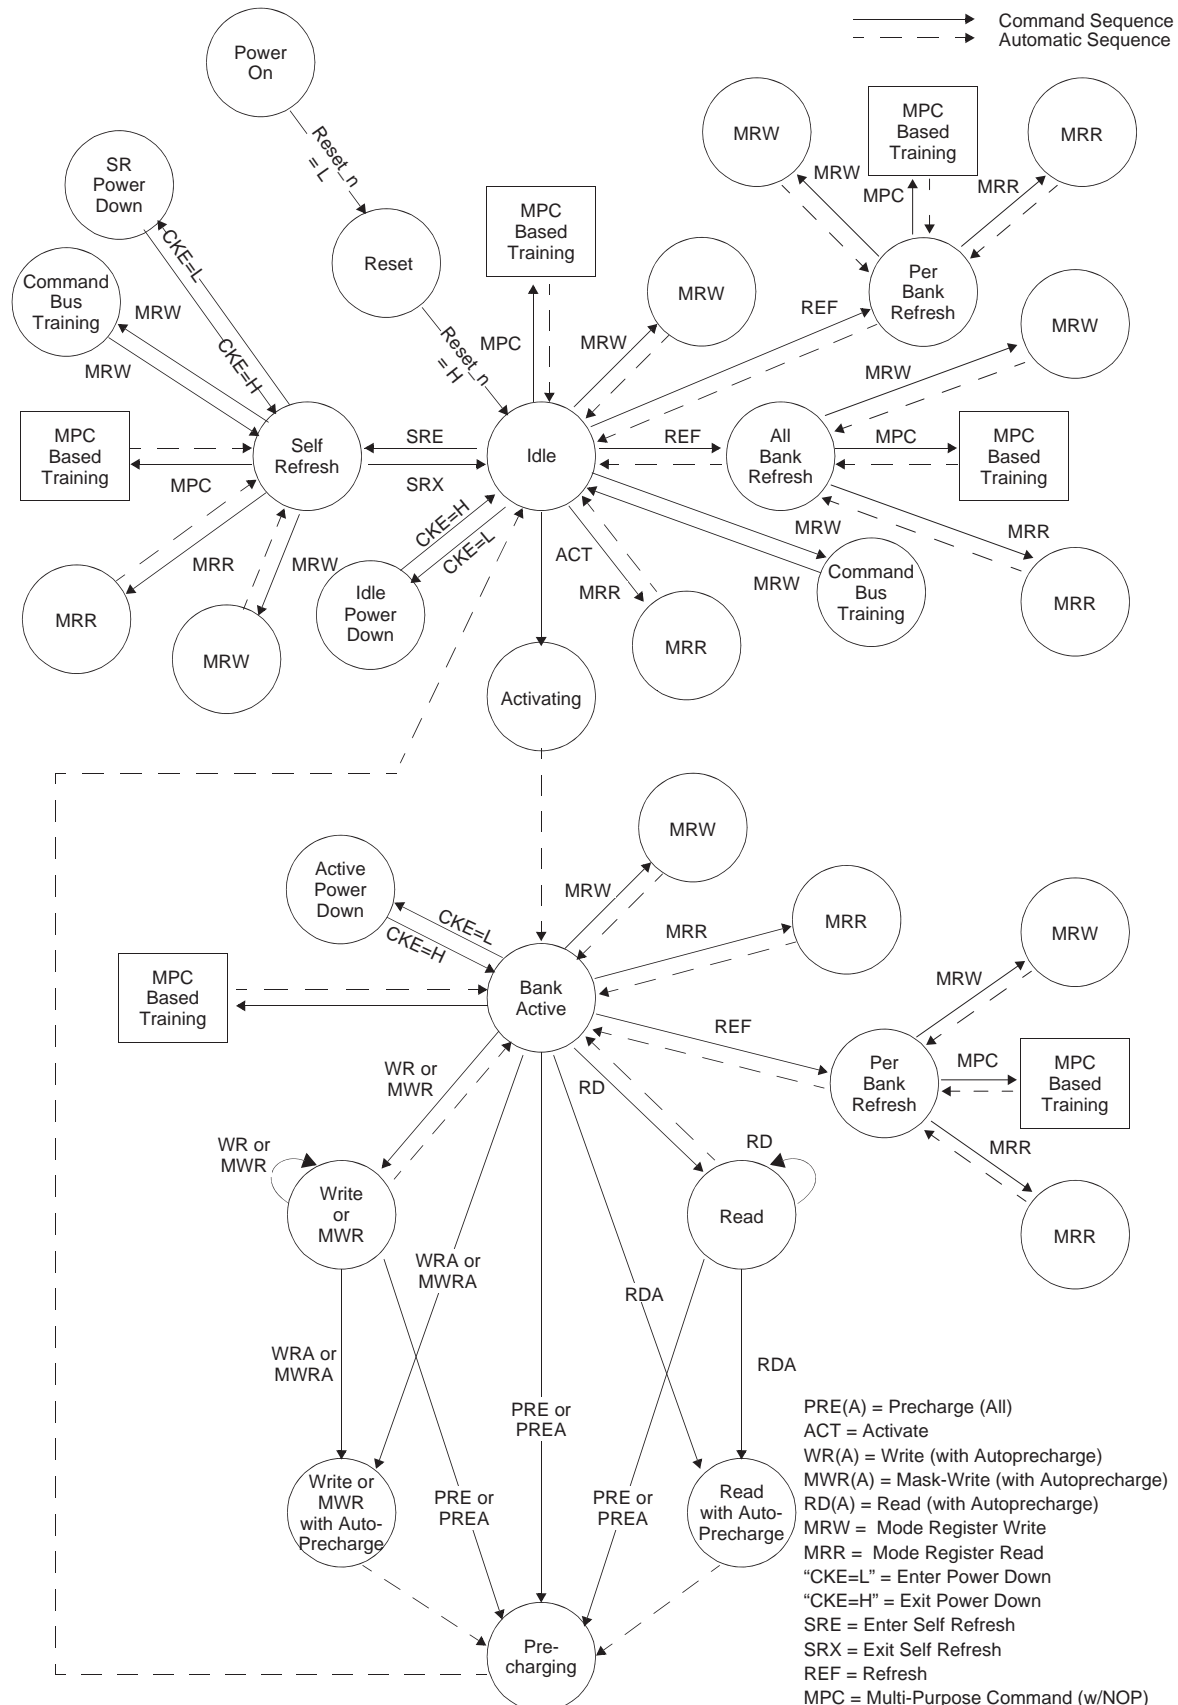 Command Sequence
Automatic Sequence
Power
On
Reset_n
= L
SR
Power
Down
CKE=L
CKE=H
Command
Bus
Training
MRW
MRW
Reset
Reset_n
= H
MPC
Based
Training
MPC
MRW
MRW
MRW
MPC
Based
Training
MRR
MRW
MPC
MRR
Per
Bank
Refresh
REF
MRW
MRW
MPC
Based
Training
MPC
Self
Refresh
SRE
SRX
Idle
REF
All
Bank
Refresh
MPC
MPC
Based
Training
MRR
MRR
MRR
MRR
MRW
MRW
CKE=H
CKE=L
Idle
Power
Down
ACT
MRR
MRR
MRW
MRW
Command
Bus
Training
Activating
MRW
MRW
Active
Power
Down
CKE=L
CKE=H
MRR
MRR
MPC
Based
Training
Bank
Active
REF
MRW
MRW
Per
Bank
Refresh
MPC
MPC
Based
Training
MRR
MRR
WR or
MWR
RD
WR or
MWR
RD
Write
or
MWR
Read
WRA or
MWRA
RDA
WRA or
MWRA
RDA
PRE or
PREA
PRE or
PREA
PRE or
PREA
Write or
MWR
with Auto-
Precharge
Read
with Auto-
Precharge
Pre-
charging
PRE(A) = Precharge (All)
ACT = Activate
WR(A) = Write (with Autoprecharge)
MWR(A) = Mask-Write (with Autoprecharge)
RD(A) = Read (with Autoprecharge)
MRW =  Mode Register Write
MRR =  Mode Register Read
“CKE=L” = Enter Power Down
“CKE=H” = Exit Power Down
SRE = Enter Self Refresh
SRX = Exit Self Refresh
REF = Refresh
MPC = Multi-Purpose Command (w/NOP)